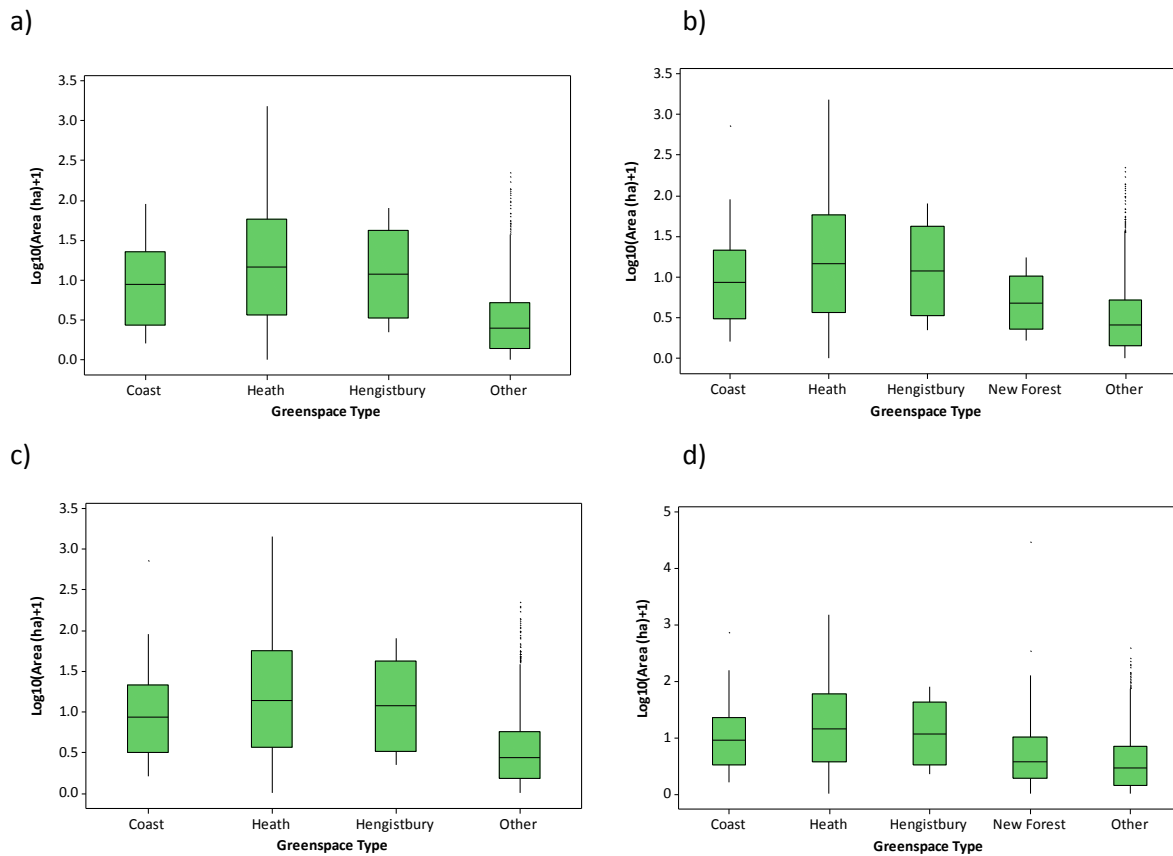 a)
Log10(Area (ha)+1)
3.5
3.0
2.5
2.0
1.5
1.0
0.5
0.0
Coast Heath Hengistbury Other
Greenspace Type
b)
Log10(Area (ha)+1)
3.5
3.0
2.5
2.0
1.5
1.0
0.5
0.0
Coast Heath Hengistbury New Forest Other
Greenspace Type
c)
Log10(Area (ha)+1)
3.5
3.0
2.5
2.0
1.5
1.0
0.5
0.0
Coast Heath Hengistbury Other
Greenspace Type
d)
Log10(Area (ha)+1)
5
4
3
2
1
0
Coast Heath Hengistbury New Forest Other
Greenspace Type